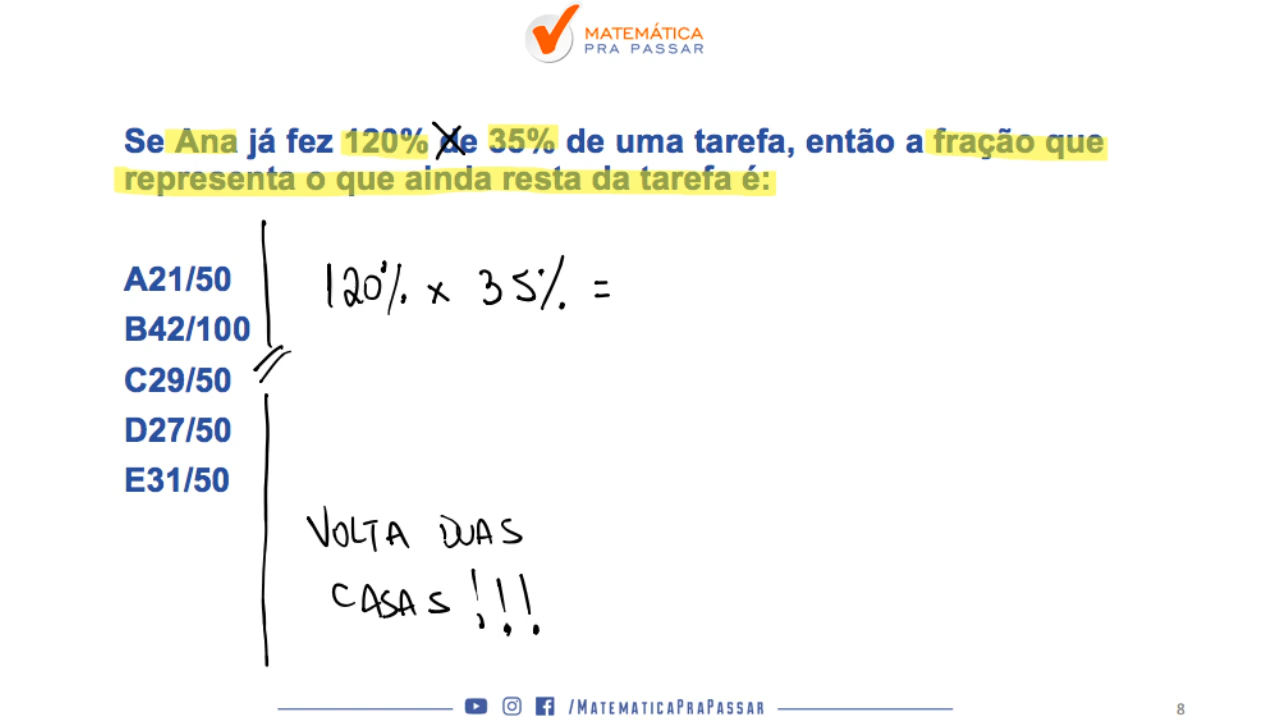 MATEMÁTICA
PRA PASSAR
Se Ana já fez 120% de 35% de uma tarefa, então a fração que
representa o que ainda resta da tarefa é:
A21/50
B42/100
C29/50
D27/50
E31/50
120% x 35% =
VOLTA DUAS
CASAS!!!
/MATEMATICAPRAPASSAR
8